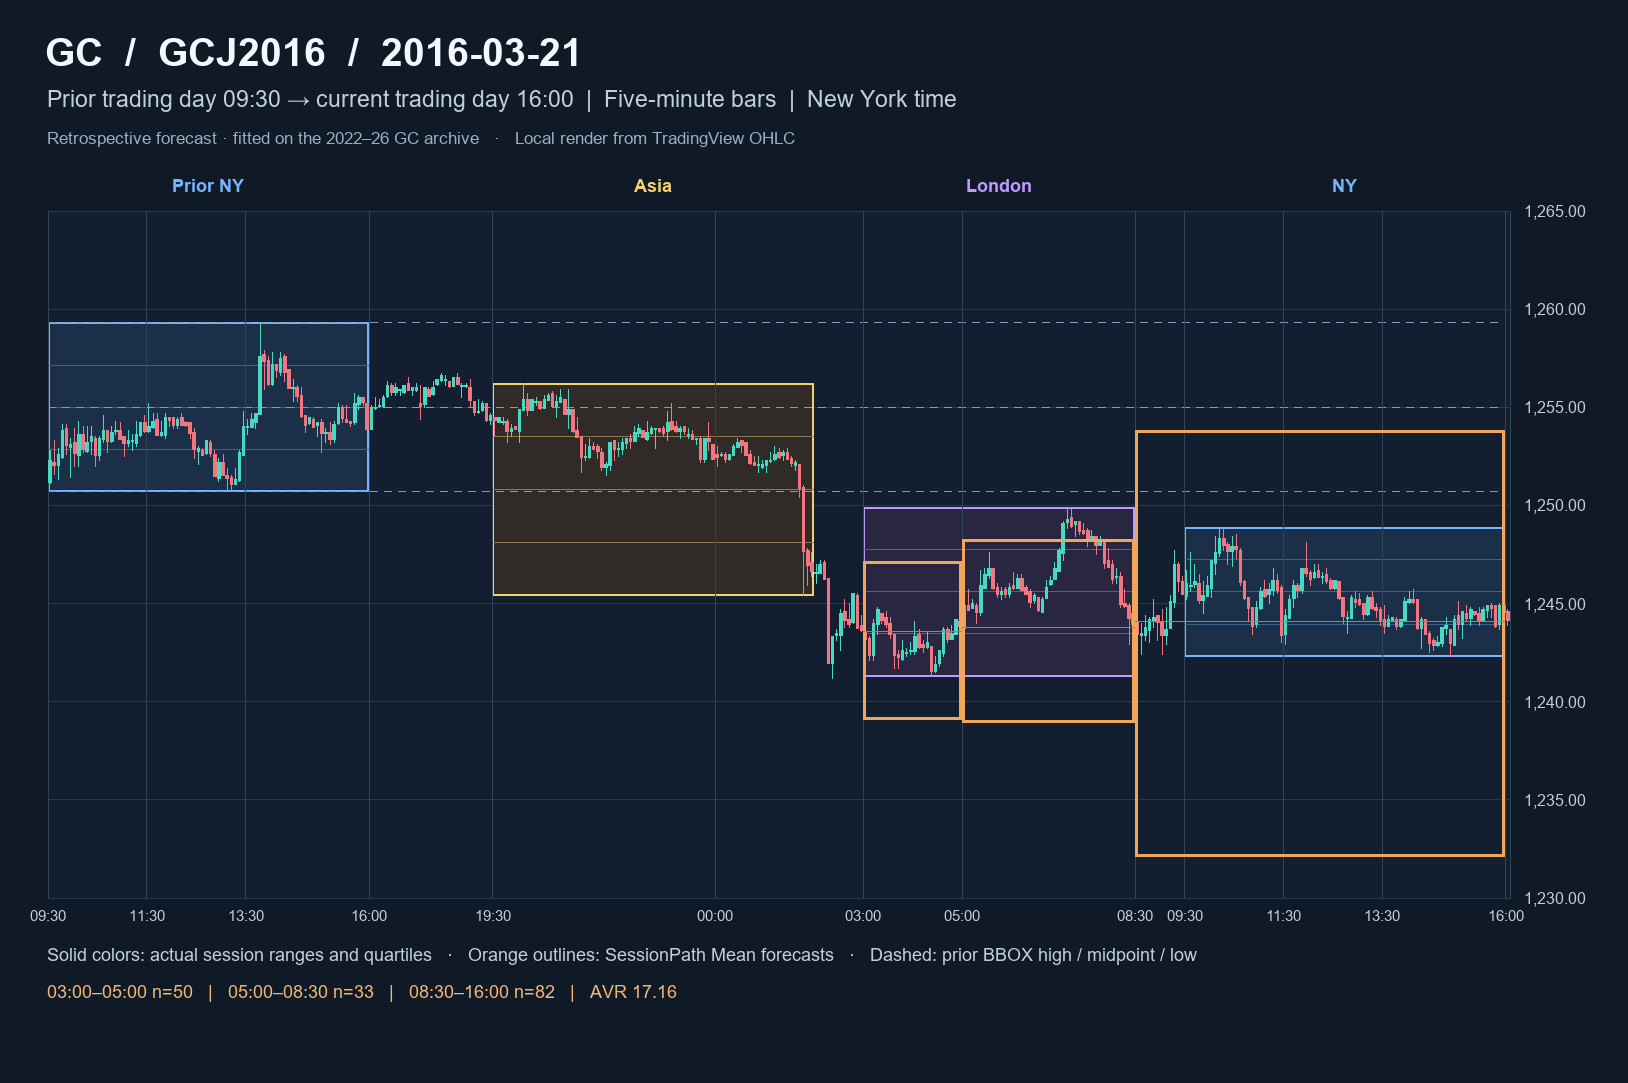 GC / GCJ2016 / 2016-03-21
Prior trading day 09:30 → current trading day 16:00 | Five-minute bars | New York time
Retrospective forecast · fitted on the 2022–26 GC archive · Local render from TradingView OHLC
Prior NY Asia London NY
1,265.00
1,260.00
1,255.00
1,250.00
1,245.00
1,240.00
1,235.00
1,230.00
09:30 11:30 13:30 16:00 19:30 00:00 03:00 05:00 08:30 09:30 11:30 13:30 16:00
Solid colors: actual session ranges and quartiles · Orange outlines: SessionPath Mean forecasts · Dashed: prior BBOX high / midpoint / low
03:00–05:00 n=50 | 05:00–08:30 n=33 | 08:30–16:00 n=82 | AVR 17.16